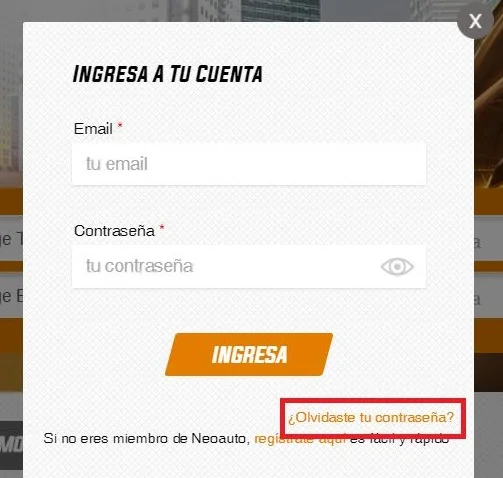 X
INGRESA A TU CUENTA
Email *
tu email
Contraseña *
tu contraseña
INGRESA
¿Olvidaste tu contraseña?
Si no eres miembro de Neoauto, regístrate aquí es fácil y rápido